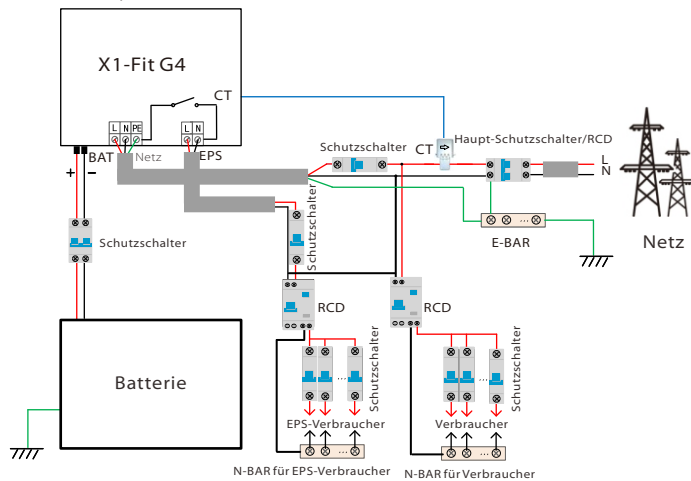 X1-Fit G4
CT
L N PE
L N
BAT
Netz
EPS
+
−
Schutzschalter
CT
Haupt-Schutzschalter/RCD
L
N
Schutzschalter
Schutzschalter
E-BAR
Netz
RCD
RCD
Batterie
...
Schutzschalter
...
Schutzschalter
EPS-Verbraucher
Verbraucher
...
...
N-BAR für EPS-Verbraucher
N-BAR für Verbraucher